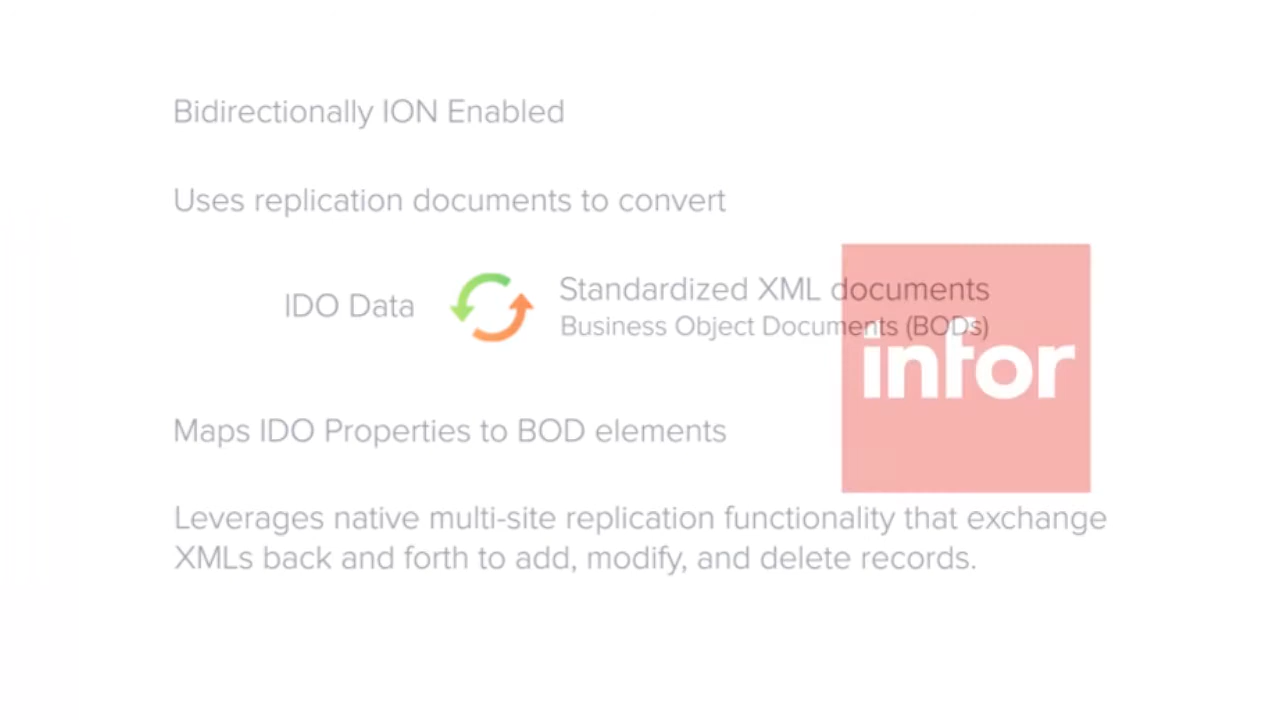 Bidirectionally ION Enabled
Uses replication documents to convert
IDO Data
Standardized XML documents
Business Object Documents (BODs)
infor
Maps IDO Properties to BOD elements
Leverages native multi-site replication functionality that exchange
XMLs back and forth to add, modify, and delete records.